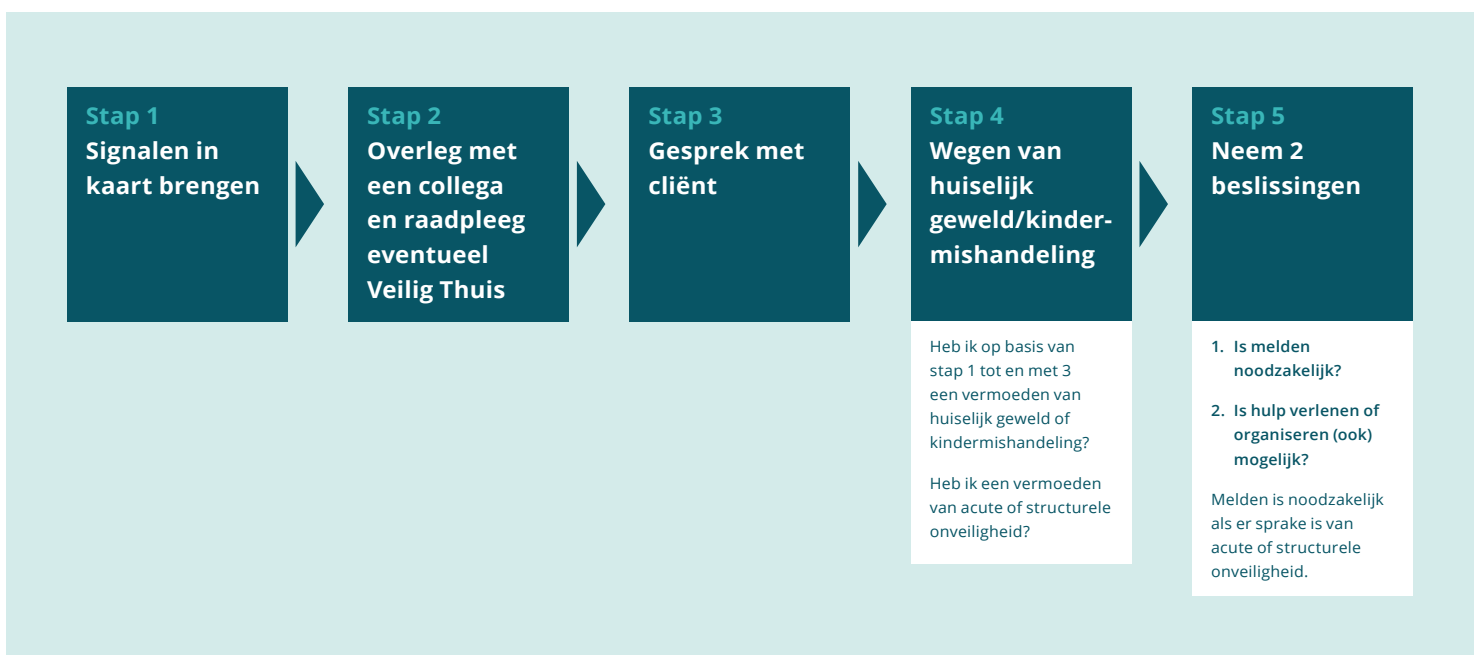 Stap 1
Signalen in
kaart brengen
Stap 2
Overleg met
een collega
en raadpleeg
eventueel
Veilig Thuis
Stap 3
Gesprek met
cliënt
Stap 4
Wegen van
huiselijk
geweld/kinder-
mishandeling
Heb ik op basis van
stap 1 tot en met 3
een vermoeden van
huiselijk geweld of
kindermishandeling?
Heb ik een vermoeden
van acute of structurele
onveiligheid?
Stap 5
Neem 2
beslissingen
1. Is melden
noodzakelijk?
2. Is hulp verlenen of
organiseren (ook)
mogelijk?
Melden is noodzakelijk
als er sprake is van
acute of structurele
onveiligheid.